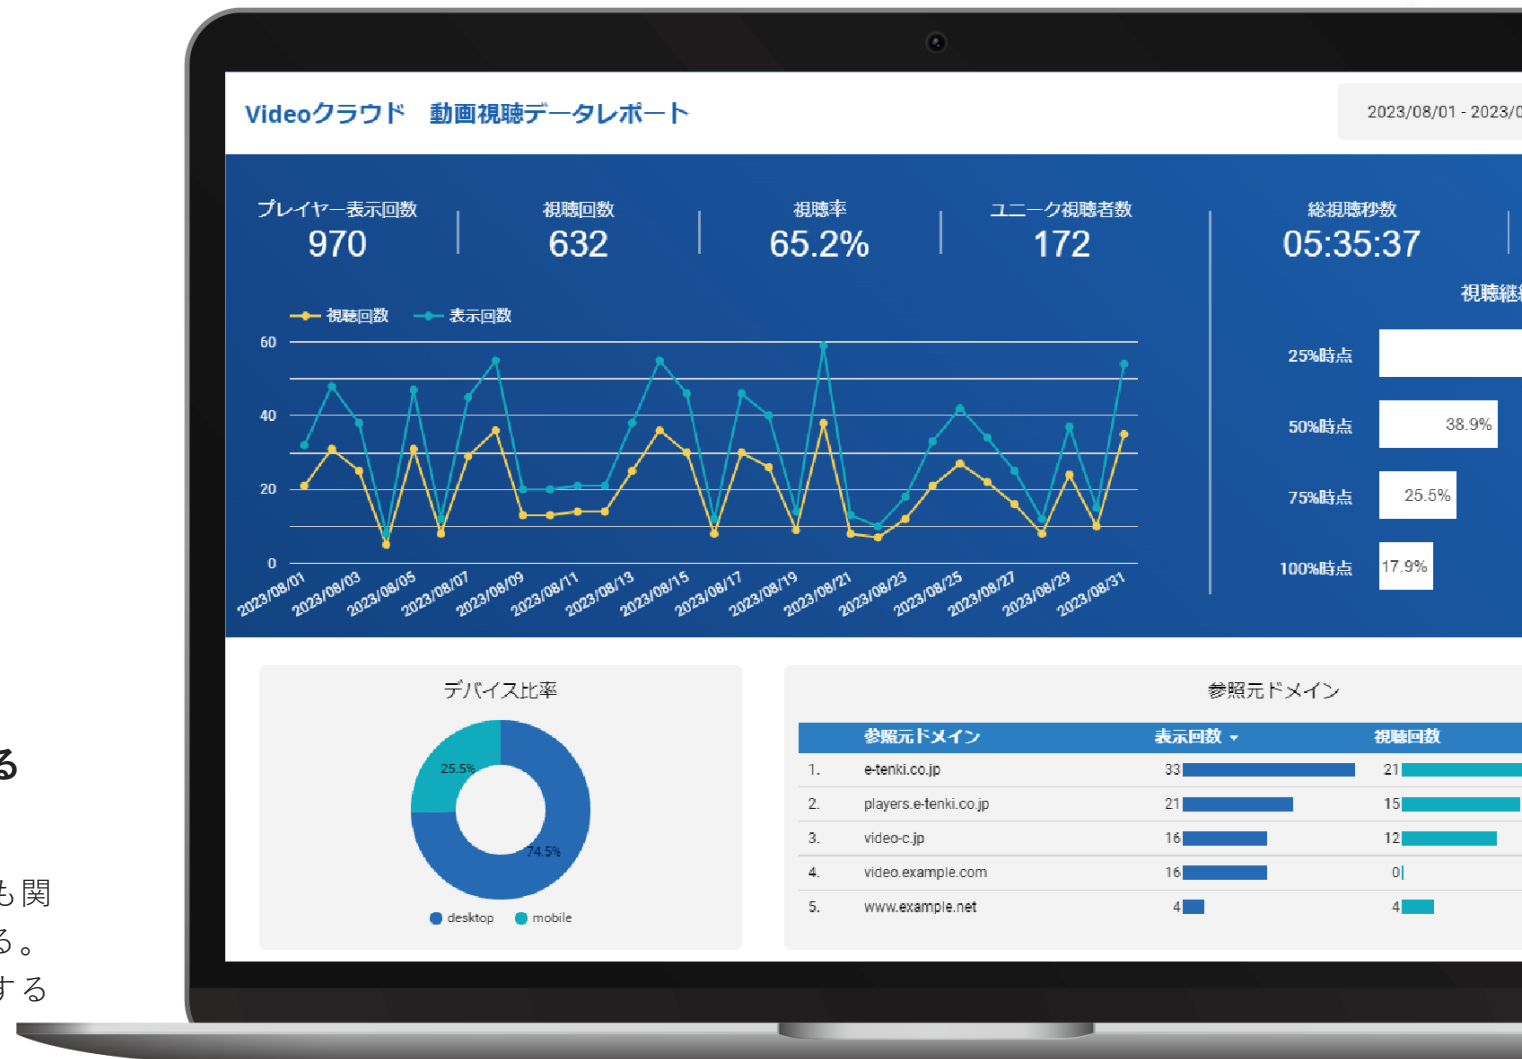 Videoクラウド 動画視聴データレポート
2023/08/01 - 2023/0
プレイヤー表示回数
970
視聴回数
632
視聴率
65.2%
ユニーク視聴者数
172
総視聴秒数
05:35:37
視聴回数 表示回数
60
40
20
0
2023/08/01 2023/08/03 2023/08/05 2023/08/07 2023/08/09 2023/08/11 2023/08/13 2023/08/15 2023/08/17 2023/08/19 2023/08/21 2023/08/23 2023/08/25 2023/08/27 2023/08/29 2023/08/31
視聴継
25%時点
50%時点 38.9%
75%時点 25.5%
100%時点 17.9%
デバイス比率
25.5%
74.5%
desktop mobile
参照元ドメイン
参照元ドメイン 表示回数 視聴回数
1. e-tenki.co.jp 33 21
2. players.e-tenki.co.jp 21 15
3. video-c.jp 16 12
4. video.example.com 16 0
5. www.example.net 4 4
る
も関
る。
する